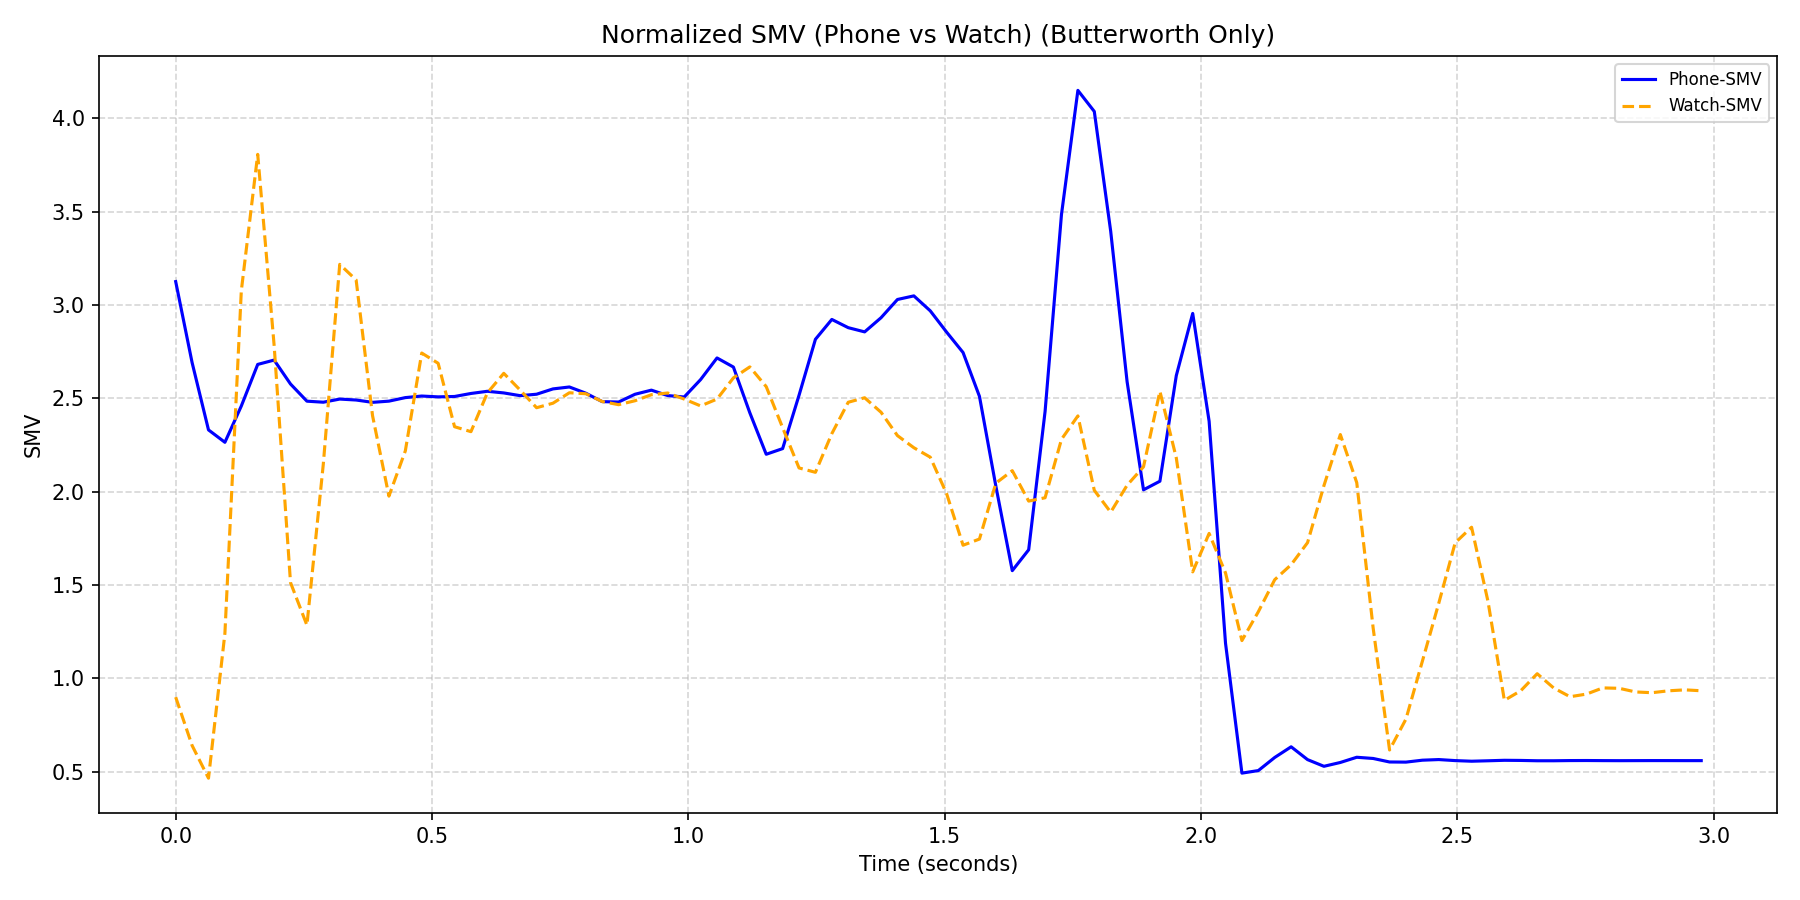 Normalized SMV (Phone vs Watch) (Butterworth Only)
Phone-SMV
Watch-SMV
4.0
3.5
3.0
2.5
2.0
1.5
1.0
0.5
SMV
0.0 0.5 1.0 1.5 2.0 2.5 3.0
Time (seconds)